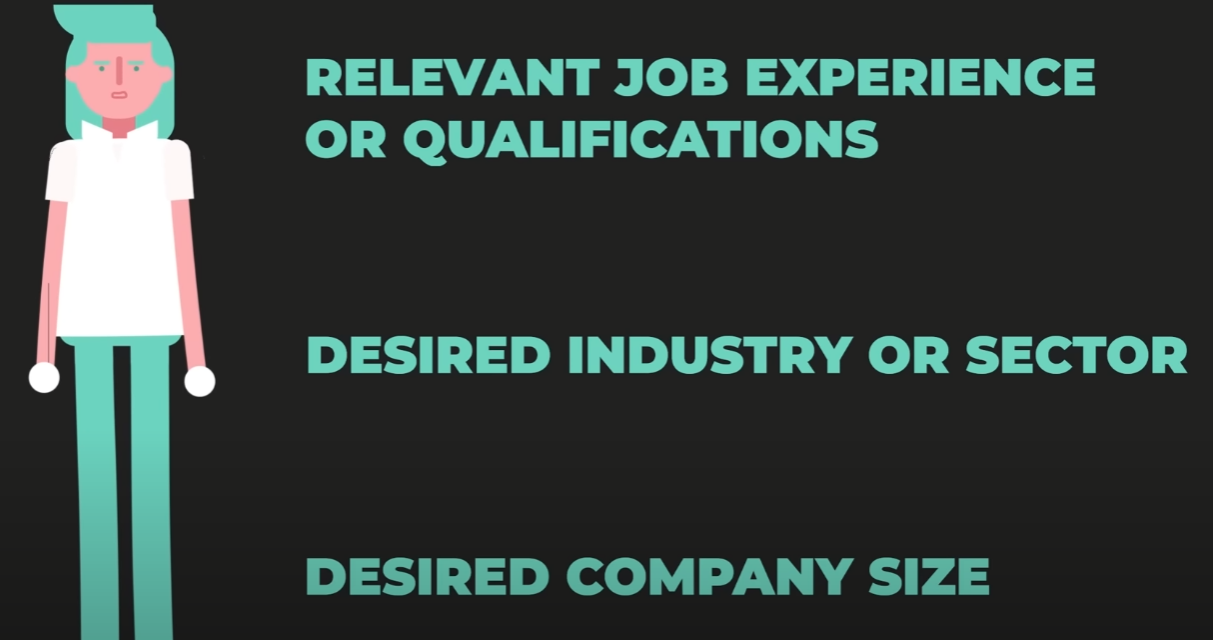 RELEVANT JOB EXPERIENCE
OR QUALIFICATIONS
DESIRED INDUSTRY OR SECTOR
DESIRED COMPANY SIZE